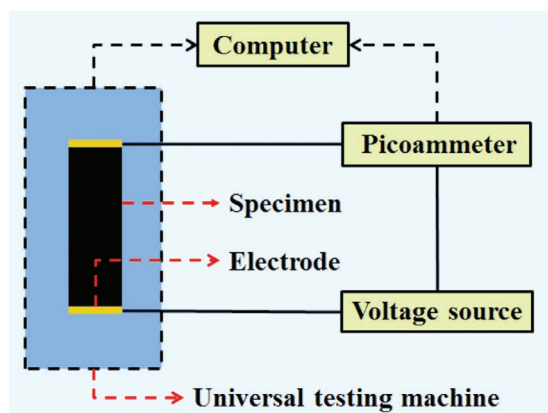 Computer
Picoammeter
Specimen
Electrode
Voltage source
Universal testing machine